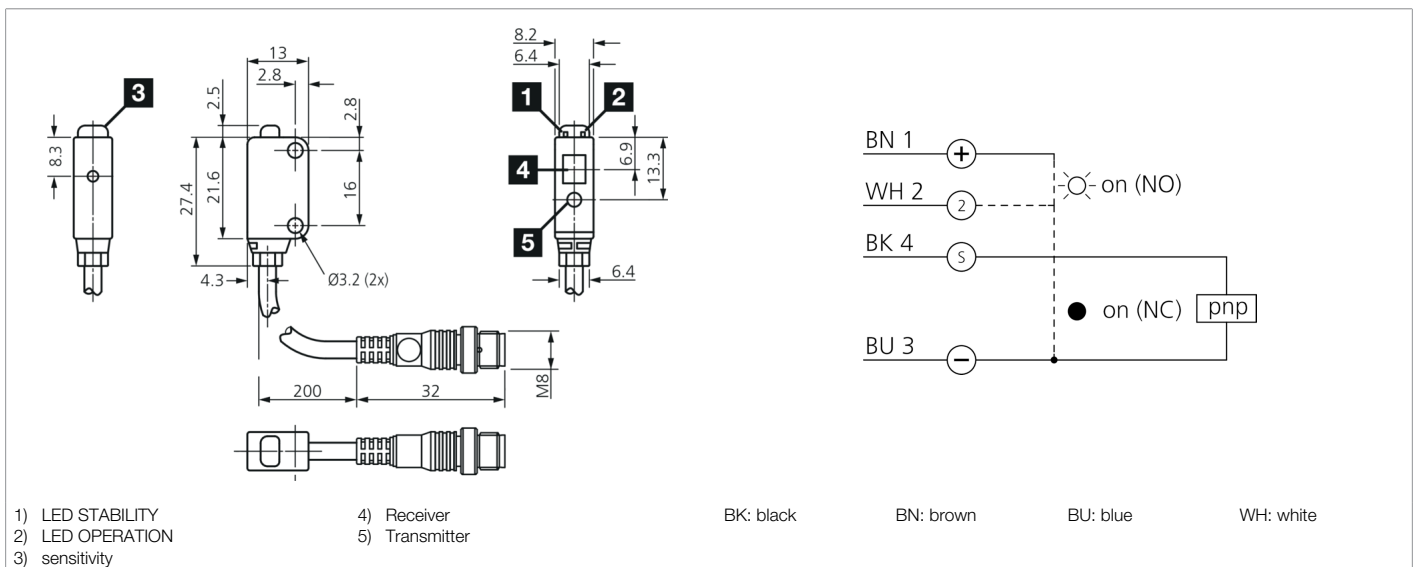 8.2
6.4
13
2.8
1
2
3
2.5
2.8
8.3
27.4
21.6
16
4
6.9
13.3
5
4.3
Ø3.2 (2x)
6.4
200
32
M8
BN 1
+
on (NO)
WH 2
2
BK 4
S
on (NC)
pnp
BU 3
−
1) LED STABILITY
2) LED OPERATION
3) sensitivity
4) Receiver
5) Transmitter
BK: black
BN: brown
BU: blue
WH: white